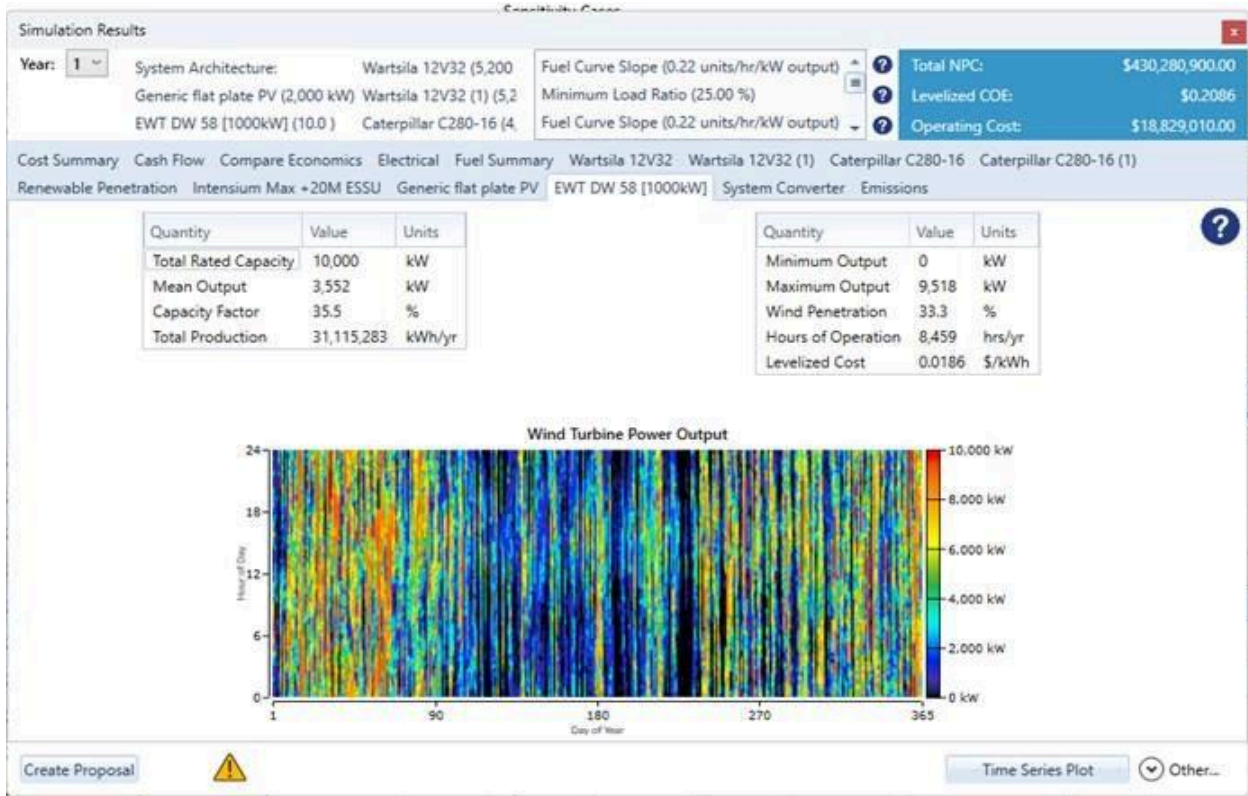 Sensitivity Cases
Simulation Results
x
Year: 1
System Architecture: Wartsila 12V32 (5,200
Generic flat plate PV (2,000 kW) Wartsila 12V32 (1) (5,2
EWT DW 58 [1000kW] (10.0 ) Caterpillar C280-16 (4,
Fuel Curve Slope (0.22 units/hr/kW output) ?
Minimum Load Ratio (25.00 %) ?
Fuel Curve Slope (0.22 units/hr/kW output) ?
Total NPC: $430,280,900.00
Levelized COE: $0.2086
Operating Cost: $18,829,010.00
Cost Summary Cash Flow Compare Economics Electrical Fuel Summary Wartsila 12V32 Wartsila 12V32 (1) Caterpillar C280-16 Caterpillar C280-16 (1)
Renewable Penetration Intensium Max +20M ESSU Generic flat plate PV EWT DW 58 [1000kW] System Converter Emissions
?
Quantity Value Units
Total Rated Capacity 10,000 kW
Mean Output 3,552 kW
Capacity Factor 35.5 %
Total Production 31,115,283 kWh/yr
Quantity Value Units
Minimum Output 0 kW
Maximum Output 9,518 kW
Wind Penetration 33.3 %
Hours of Operation 8,459 hrs/yr
Levelized Cost 0.0186 $/kWh
Wind Turbine Power Output
24
18
12
6
0
Hour of Day
1 90 180 270 365
Day of Year
10,000 kW
8,000 kW
6,000 kW
4,000 kW
2,000 kW
0 kW
Create Proposal
Time Series Plot
Other...